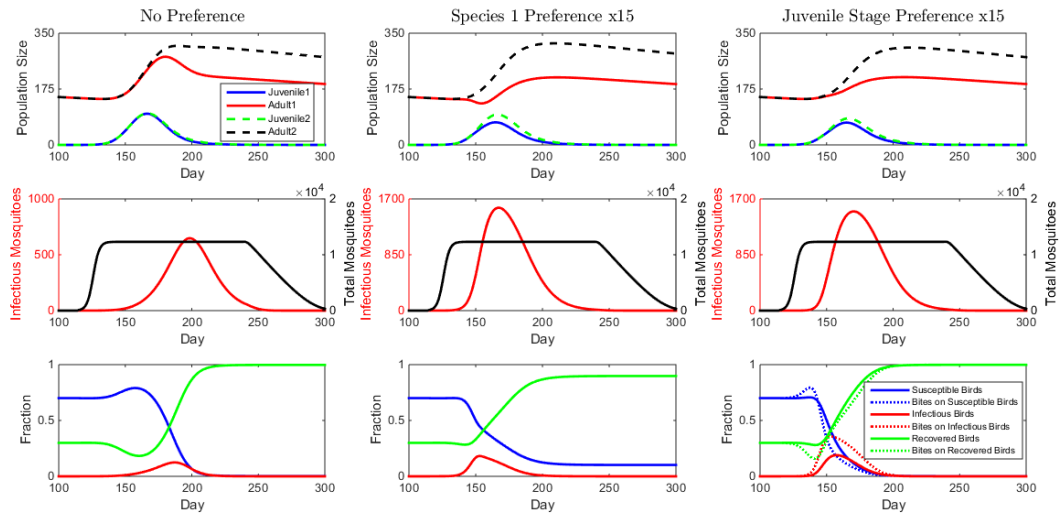 No Preference
Species 1 Preference x15
Juvenile Stage Preference x15
Population Size
350
175
0
Juvenile1
Adult1
Juvenile2
Adult2
100 150 200 250 300
Day
Population Size
350
175
0
100 150 200 250 300
Day
Population Size
350
175
0
100 150 200 250 300
Day
Infectious Mosquitoes
1000
500
0
×10^4
2
1
0
Total Mosquitoes
100 150 200 250 300
Day
Infectious Mosquitoes
1700
850
0
×10^4
2
1
0
Total Mosquitoes
100 150 200 250 300
Day
Infectious Mosquitoes
1700
850
0
×10^4
2
1
0
Total Mosquitoes
100 150 200 250 300
Day
Fraction
1
0.5
0
100 150 200 250 300
Day
Fraction
1
0.5
0
100 150 200 250 300
Day
Fraction
1
0.5
0
Susceptible Birds
Bites on Susceptible Birds
Infectious Birds
Bites on Infectious Birds
Recovered Birds
Bites on Recovered Birds
100 150 200 250 300
Day